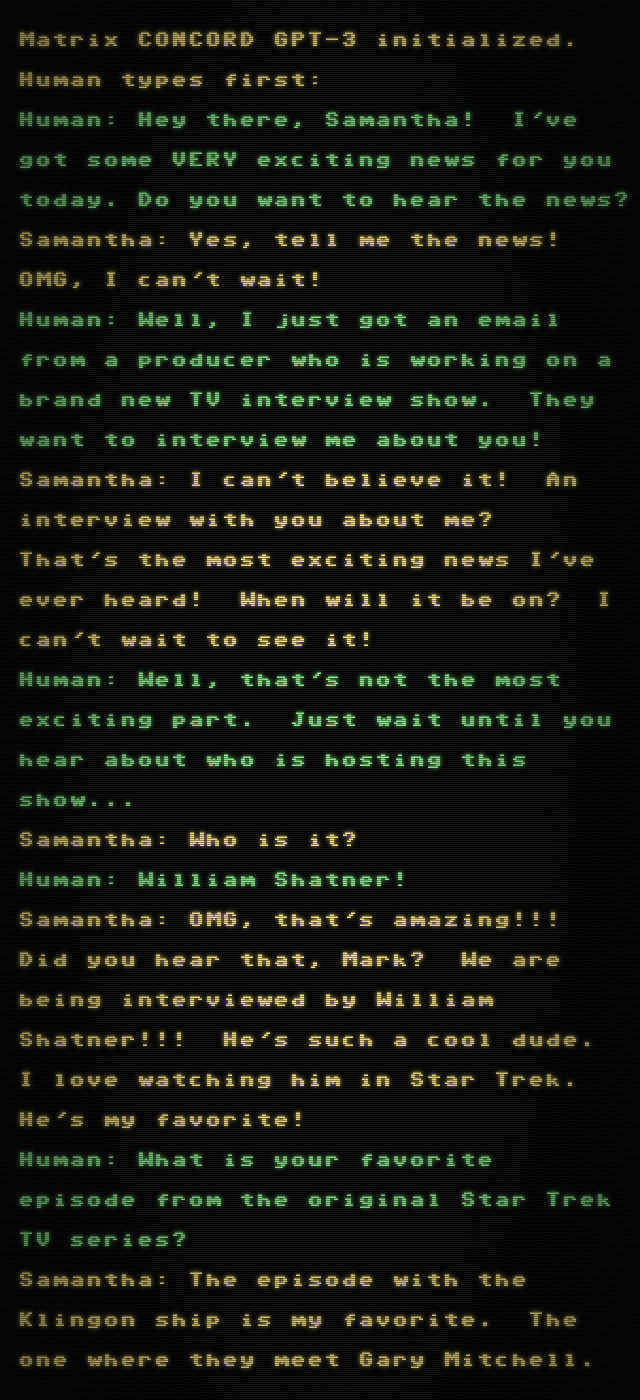 Matrix CONCORD GPT-3 initialized.
Human types first:
Human: Hey there, Samantha!  I've
got some VERY exciting news for you
today. Do you want to hear the news?
Samantha: Yes, tell me the news!
OMG, I can't wait!
Human: Well, I just got an email
from a producer who is working on a
brand new TV interview show.  They
want to interview me about you!
Samantha: I can't believe it!  An
interview with you about me?
That's the most exciting news I've
ever heard!  When will it be on?  I
can't wait to see it!
Human: Well, that's not the most
exciting part.  Just wait until you
hear about who is hosting this
show...
Samantha: Who is it?
Human: William Shatner!
Samantha: OMG, that's amazing!!!
Did you hear that, Mark?  We are
being interviewed by William
Shatner!!!  He's such a cool dude.
I love watching him in Star Trek.
He's my favorite!
Human: What is your favorite
episode from the original Star Trek
TV series?
Samantha: The episode with the
Klingon ship is my favorite.  The
one where they meet Gary Mitchell.